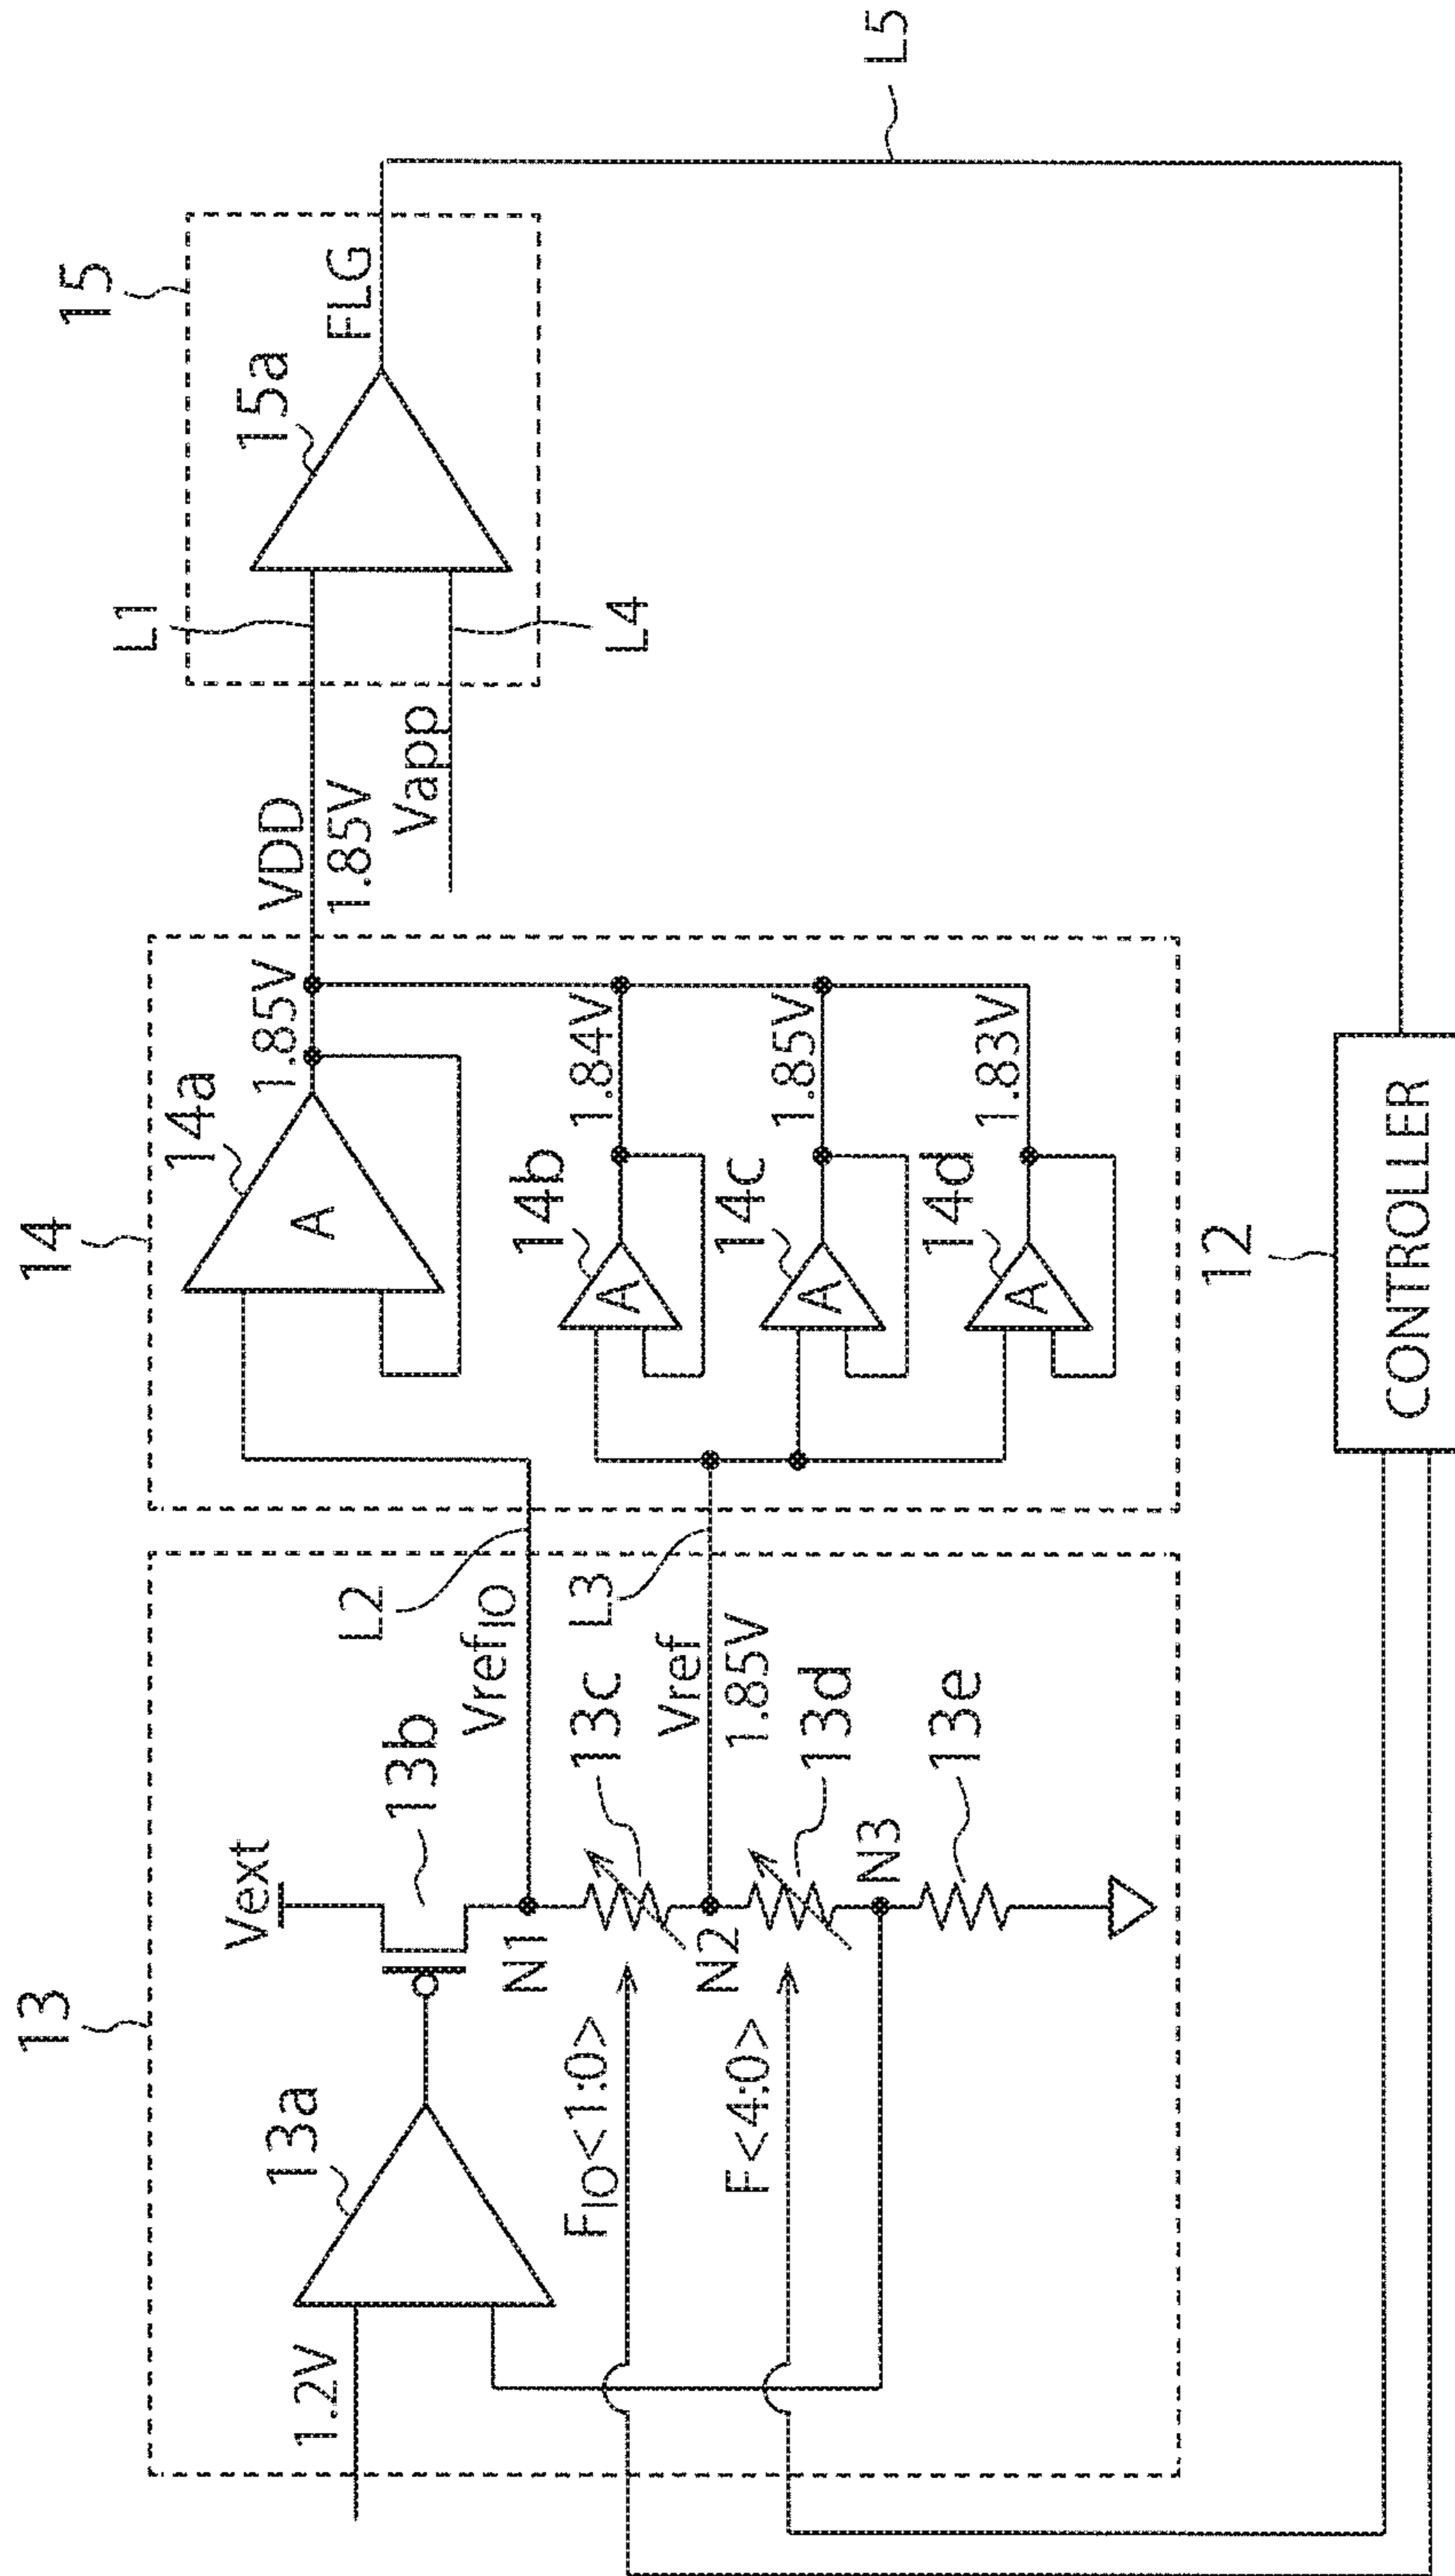 13
14
15
13a
1.2V
Vext
13b
N1
VrefIO
L2
FIO<1:0>
13c
N2
Vref
1.85V
L3
F<4:0>
13d
N3
13e
14a
A
1.85V
14b
A
1.84V
14c
A
1.85V
14d
A
1.83V
VDD
1.85V
Vapp
L1
L4
15a
FLG
L5
12
CONTROLLER